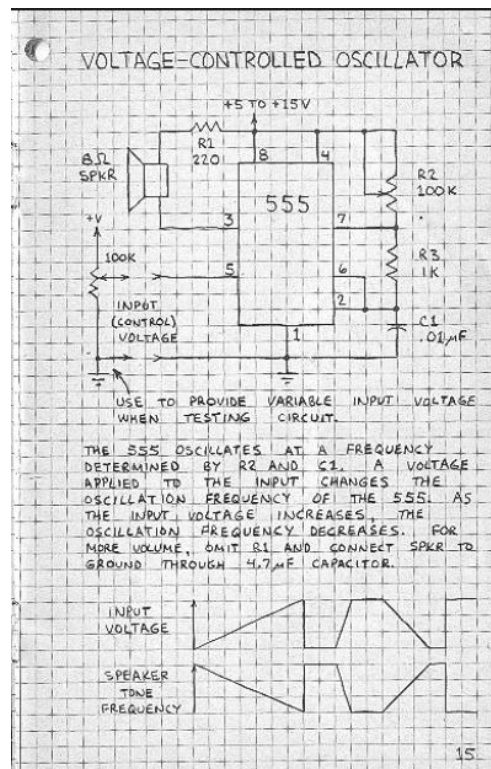 VOLTAGE-CONTROLLED OSCILLATOR
+5 TO +15V
R1
220
8Ω
SPKR
8
4
R2
100K
555
+V
3
7
100K
R3
1K
5
6
2
INPUT
(CONTROL)
VOLTAGE
1
C1
.01µF
USE TO PROVIDE VARIABLE INPUT VOLTAGE
WHEN TESTING CIRCUIT.
THE 555 OSCILLATES AT A FREQUENCY
DETERMINED BY R2 AND C1. A VOLTAGE
APPLIED TO THE INPUT CHANGES THE
OSCILLATION FREQUENCY OF THE 555. AS
THE INPUT VOLTAGE INCREASES, THE
OSCILLATION FREQUENCY DECREASES. FOR
MORE VOLUME, OMIT R1 AND CONNECT SPKR TO
GROUND THROUGH 4.7µF CAPACITOR.
INPUT
VOLTAGE
SPEAKER
TONE
FREQUENCY
15